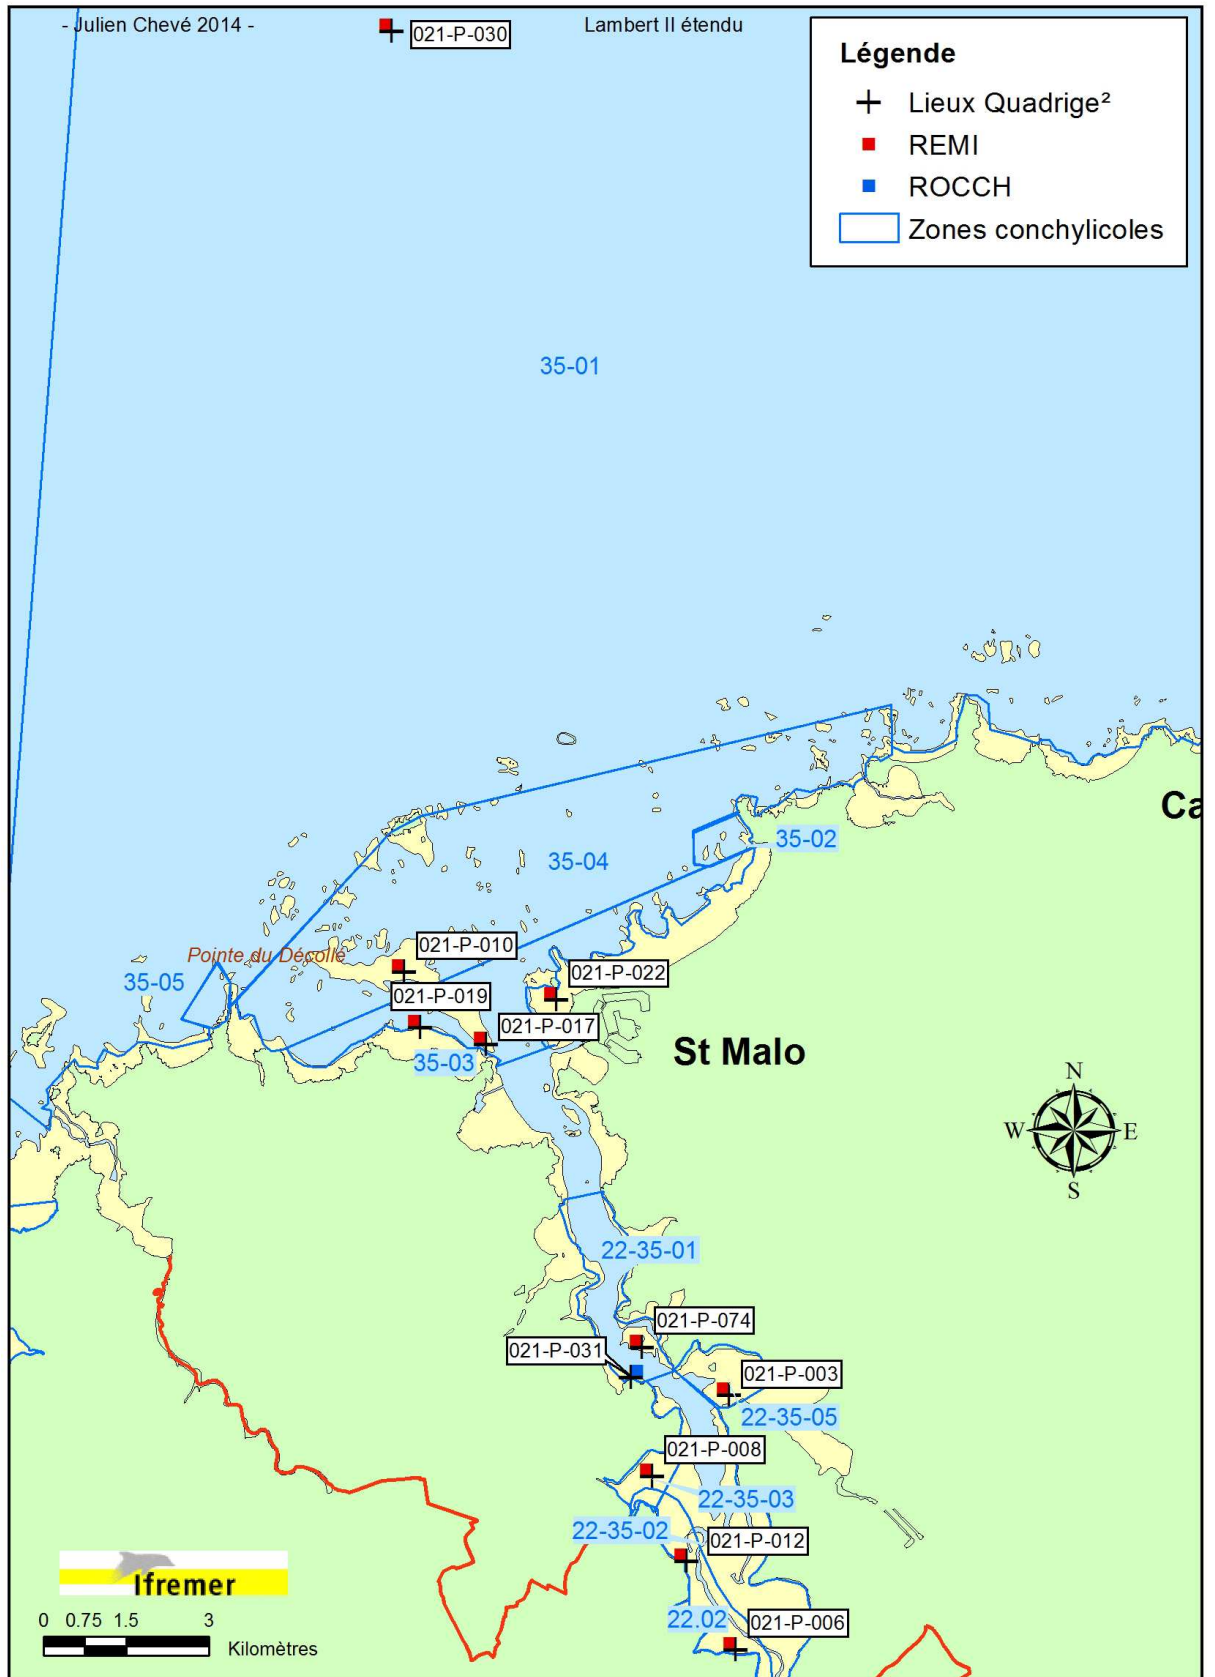 - Julien Chevé 2014 -
021-P-030
Lambert II étendu
Légende
Lieux Quadrige²
REMI
ROCCH
Zones conchylicoles
35-01
Ca
35-02
35-04
Pointe du Décollé
021-P-010
35-05
021-P-022
021-P-019
021-P-017
35-03
St Malo
N
W
E
S
22-35-01
021-P-074
021-P-031
021-P-003
22-35-05
021-P-008
22-35-03
22-35-02
021-P-012
Ifremer
22.02
021-P-006
0 0.75 1.5 3
Kilomètres